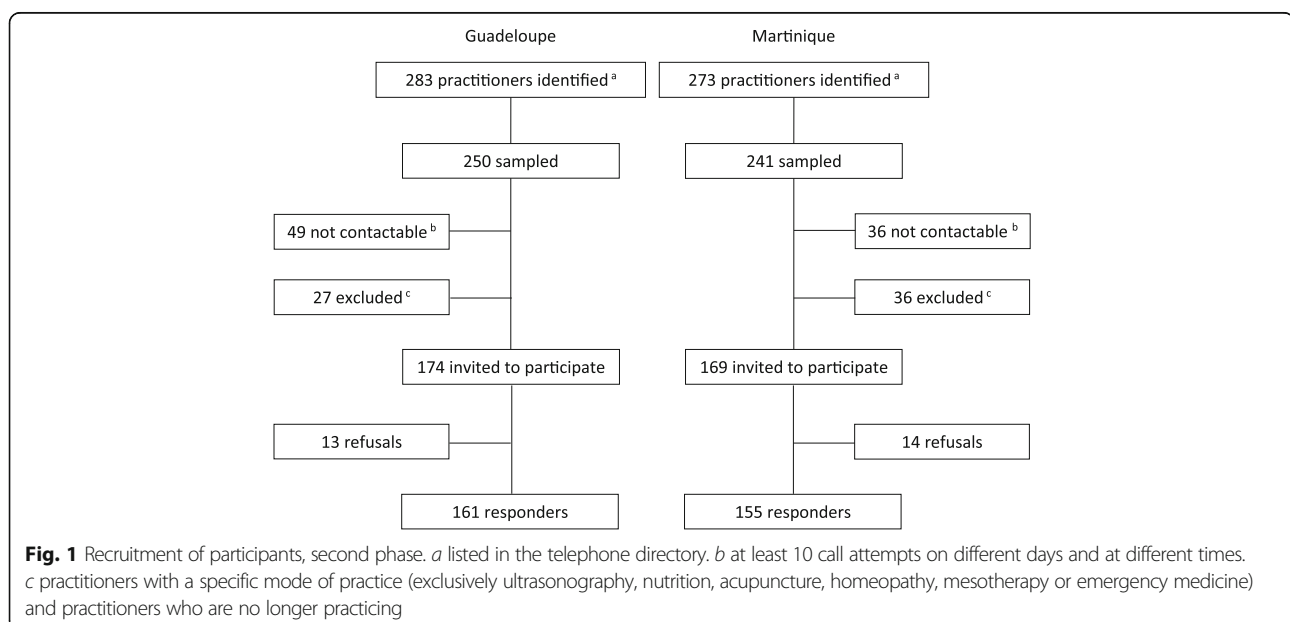 Guadeloupe Martinique
283 practitioners identified a 273 practitioners identified a
250 sampled 241 sampled
49 not contactable b 36 not contactable b
27 excluded c 36 excluded c
174 invited to participate 169 invited to participate
13 refusals 14 refusals
161 responders 155 responders
Fig. 1 Recruitment of participants, second phase. a listed in the telephone directory. b at least 10 call attempts on different days and at different times.
c practitioners with a specific mode of practice (exclusively ultrasonography, nutrition, acupuncture, homeopathy, mesotherapy or emergency medicine)
and practitioners who are no longer practicing